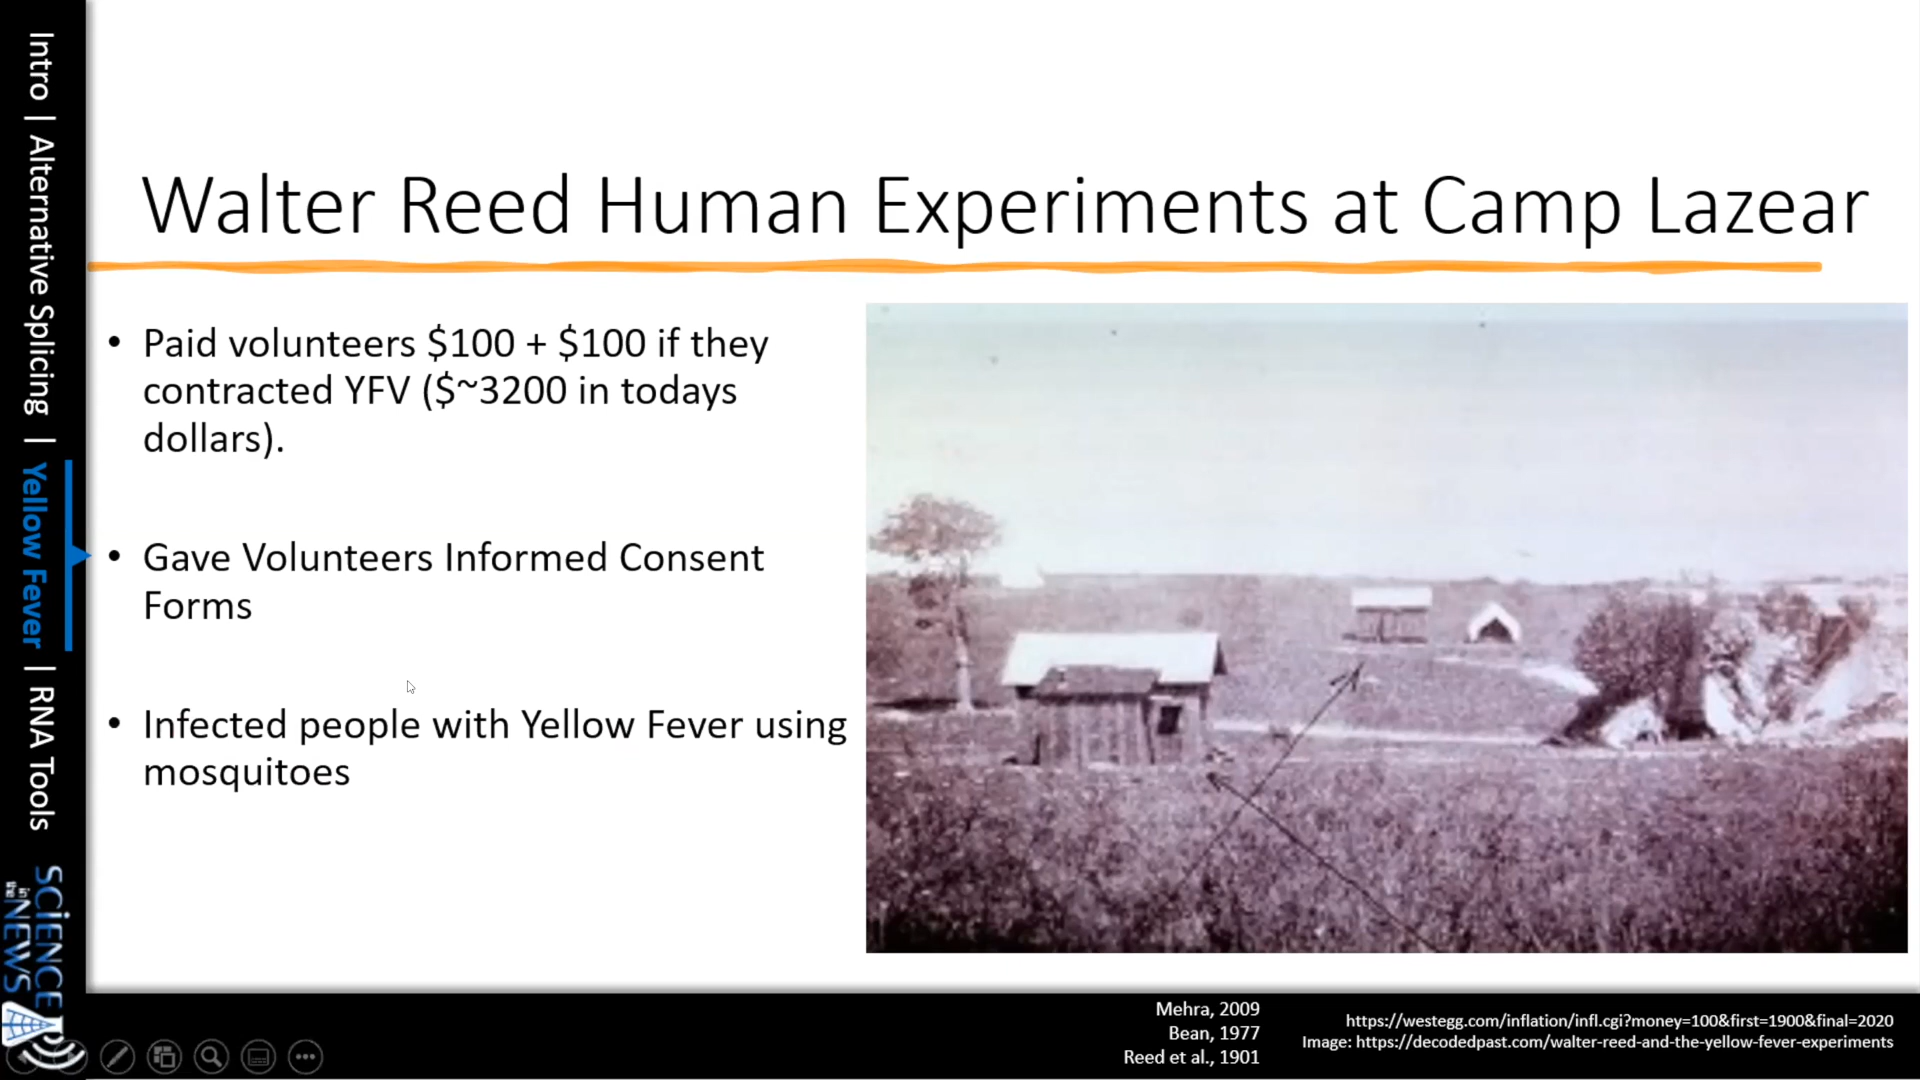 Intro | Alternative Splicing | Yellow Fever | RNA Tools
SCIENCE
in the
NEWS
Walter Reed Human Experiments at Camp Lazear
• Paid volunteers $100 + $100 if they
contracted YFV ($~3200 in todays
dollars).
• Gave Volunteers Informed Consent
Forms
• Infected people with Yellow Fever using
mosquitoes
Mehra, 2009
Bean, 1977
Reed et al., 1901
https://westegg.com/inflation/infl.cgi?money=100&first=1900&final=2020
Image: https://decodedpast.com/walter-reed-and-the-yellow-fever-experiments